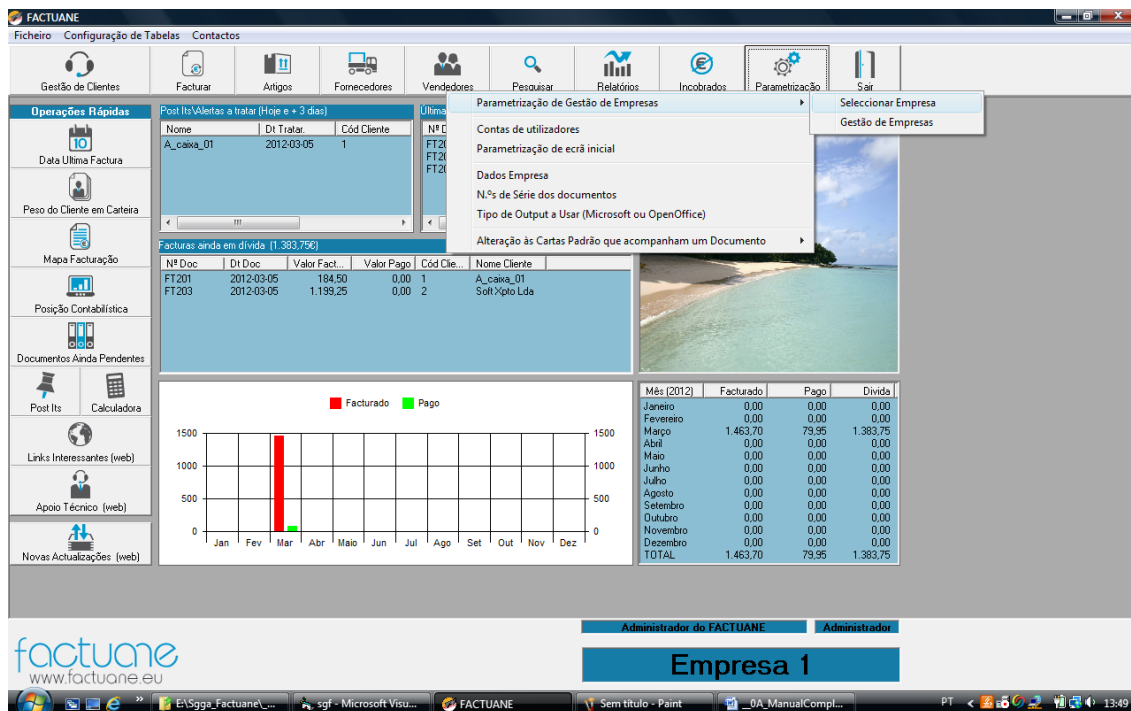 FACTUANE
Ficheiro Configuração de Tabelas Contactos
Gestão de Clientes Facturar Artigos Fornecedores Vendedores Pesquisar Relatórios Incobrados Parametrização Sair
Parametrização de Gestão de Empresas
Seleccionar Empresa
Gestão de Empresas
Contas de utilizadores
Parametrização de ecrã inicial
Dados Empresa
N.ºs de Série dos documentos
Tipo de Output a Usar (Microsoft ou OpenOffice)
Alteração às Cartas Padrão que acompanham um Documento
Operações Rápidas
10
Data Ultima Factura
Peso do Cliente em Carteira
Mapa Facturação
Posição Contabilística
Documentos Ainda Pendentes
Post Its Calculadora
Links Interessantes (web)
Apoio Técnico (web)
Novas Actualizações (web)
Post Its\Alertas a tratar (Hoje e + 3 dias)
Nome Dt Tratar. Cód Cliente
A_caixa_01 2012-03-05 1
Facturas ainda em dívida (1.383,75€)
Nº Doc Dt Doc Valor Fact... Valor Pago Cód Clie... Nome Cliente
FT201 2012-03-05 184,50 0,00 1 A_caixa_01
FT203 2012-03-05 1.199,25 0,00 2 Soft Xpto Lda
Facturado Pago
1500 1500
1000 1000
500 500
0 0
Jan Fev Mar Abr Maio Jun Jul Ago Set Out Nov Dez
Mês (2012) Facturado Pago Divida
Janeiro 0,00 0,00 0,00
Fevereiro 0,00 0,00 0,00
Março 1.463,70 79,95 1.383,75
Abril 0,00 0,00 0,00
Maio 0,00 0,00 0,00
Junho 0,00 0,00 0,00
Julho 0,00 0,00 0,00
Agosto 0,00 0,00 0,00
Setembro 0,00 0,00 0,00
Outubro 0,00 0,00 0,00
Novembro 0,00 0,00 0,00
Dezembro 0,00 0,00 0,00
TOTAL 1.463,70 79,95 1.383,75
factuane
www.factuane.eu
Administrador do FACTUANE Administrador
Empresa 1
E:\Sgga_Factuane\_... sgf - Microsoft Visu... FACTUANE Sem título - Paint _0A_ManualCompl... PT 13:49